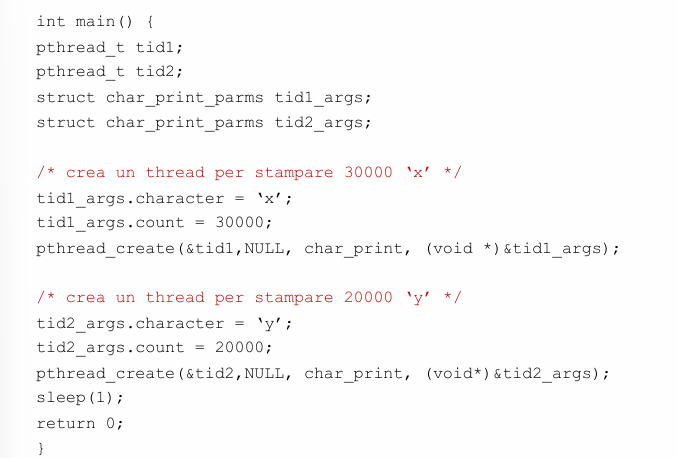 int main() {
pthread_t tid1;
pthread_t tid2;
struct char_print_parms tid1_args;
struct char_print_parms tid2_args;
/* crea un thread per stampare 30000 ‘x’ */
tid1_args.character = ‘x’;
tid1_args.count = 30000;
pthread_create(&tid1,NULL, char_print, (void *)&tid1_args);
/* crea un thread per stampare 20000 ‘y’ */
tid2_args.character = ‘y’;
tid2_args.count = 20000;
pthread_create(&tid2,NULL, char_print, (void*)&tid2_args);
sleep(1);
return 0;
}